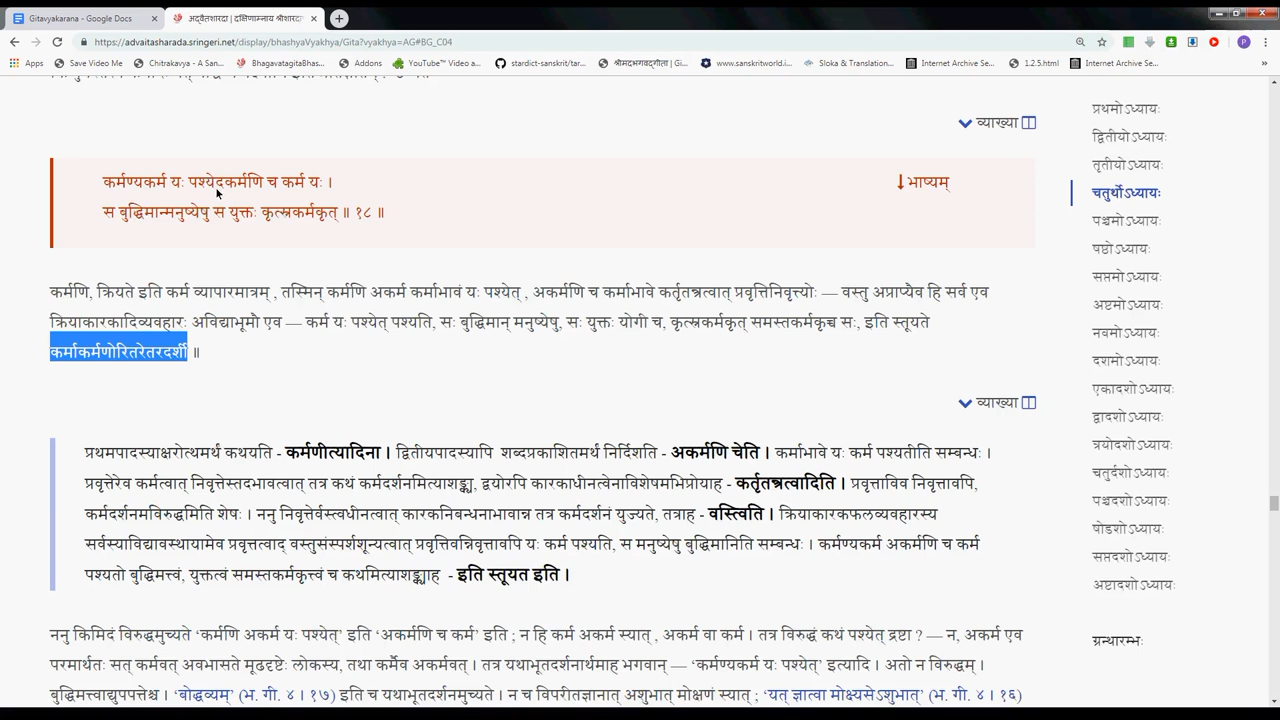 Gitavyakarana - Google Docs
अद्वैतशारदा | दक्षिणाम्नाय श्रीशारदा
https://advaitasharada.sringeri.net/display/bhashyaVyakhya/Gita?vyakhya=AG#BG_C04
Apps
Chitrakavya - A San...
BhagavatagitaBhas...
Addons
YouTube™ Video a...
stardict-sanskrit/tar...
श्रीमदभगवदगीता | Gi...
www.sanskritworld.i...
Sloka & Translation...
Internet Archive Se...
1.2.5.html
Internet Archive Se...
व्याख्या
कर्मण्यकर्म यः पश्येदकर्मणि च कर्म यः ।
भाष्यम्
स बुद्धिमान्मनुष्येषु स युक्तः कृत्स्नकर्मकृत् ॥ १८ ॥
कर्मणि, क्रियते इति कर्म व्यापारमात्रम् , तस्मिन् कर्मणि अकर्म कर्माभावं यः पश्येत् , अकर्मणि च कर्माभावे कर्तृतन्त्रत्वात् प्रवृत्तिनिवृत्त्योः — वस्तु अप्राप्यैव हि सर्व एव
क्रियाकारकादिव्यवहारः अविद्याभूमौ एव — कर्म यः पश्येत् पश्यति, सः बुद्धिमान् मनुष्येषु, सः युक्तः योगी च, कृत्स्नकर्मकृत् समस्तकर्मकृच्च सः, इति स्तूयते
कर्माकर्मणोरितरेतरदर्शी ॥
व्याख्या
प्रथमपादस्याक्षरोत्थमर्थं कथयति - कर्मणीत्यादिना । द्वितीयपादस्यापि शब्दप्रकाशितमर्थं निर्दिशति - अकर्मणि चेति । कर्माभावे यः कर्म पश्यतीति सम्बन्धः ।
प्रवृत्तेरेव कर्मत्वात् निवृत्तेस्तदभावत्वात् तत्र कथं कर्मदर्शनमित्याशङ्क्य, द्वयोरपि कारकाधीनत्वेनाविशेषमभिप्रेत्याह - कर्तृतन्त्रत्वादिति । प्रवृत्ताविव निवृत्तावपि,
कर्मदर्शनमविरुद्धमिति शेषः । ननु निवृत्तेर्वस्त्वधीनत्वात् कारकनिबन्धनाभावान्न तत्र कर्मदर्शनं युज्यते, तत्राह - वस्त्विति । क्रियाकारकफलव्यवहारस्य
सर्वस्याविद्यावस्थायामेव प्रवृत्तत्वाद् वस्तुसंस्पर्शशून्यत्वात् प्रवृत्तिवन्निवृत्तावपि यः कर्म पश्यति, स मनुष्येषु बुद्धिमानिति सम्बन्धः । कर्मण्यकर्म अकर्मणि च कर्म
पश्यतो बुद्धिमत्त्वं, युक्तत्वं समस्तकर्मकृत्त्वं च कथमित्याशङ्क्याह - इति स्तूयत इति ।
ननु किमिदं विरुद्धमुच्यते ‘कर्मणि अकर्म यः पश्येत्’ इति ‘अकर्मणि च कर्म’ इति ; न हि कर्म अकर्म स्यात् , अकर्म वा कर्म । तत्र विरुद्धं कथं पश्येत् द्रष्टा ? — न, अकर्म एव
परमार्थतः सत् कर्मवत् अवभासते मूढदृष्टेः लोकस्य, तथा कर्मैव अकर्मवत् । तत्र यथाभूतदर्शनार्थमाह भगवान् — ‘कर्मण्यकर्म यः पश्येत्’ इत्यादि । अतो न विरुद्धम् ।
बुद्धिमत्त्वाद्युपपत्तेश्च । ‘बोद्धव्यम्’ (भ. गी. ४ । १७) इति च यथाभूतदर्शनमुच्यते । न च विपरीतज्ञानात् अशुभात् मोक्षणं स्यात् ; ‘यत् ज्ञात्वा मोक्ष्यसेऽशुभात्’ (भ. गी. ४ । १६)
प्रथमोऽध्यायः
द्वितीयोऽध्यायः
तृतीयोऽध्यायः
चतुर्थोऽध्यायः
पञ्चमोऽध्यायः
षष्ठोऽध्यायः
सप्तमोऽध्यायः
अष्टमोऽध्यायः
नवमोऽध्यायः
दशमोऽध्यायः
एकादशोऽध्यायः
द्वादशोऽध्यायः
त्रयोदशोऽध्यायः
चतुर्दशोऽध्यायः
पञ्चदशोऽध्यायः
षोडशोऽध्यायः
सप्तदशोऽध्यायः
अष्टादशोऽध्यायः
ग्रन्थारम्भः